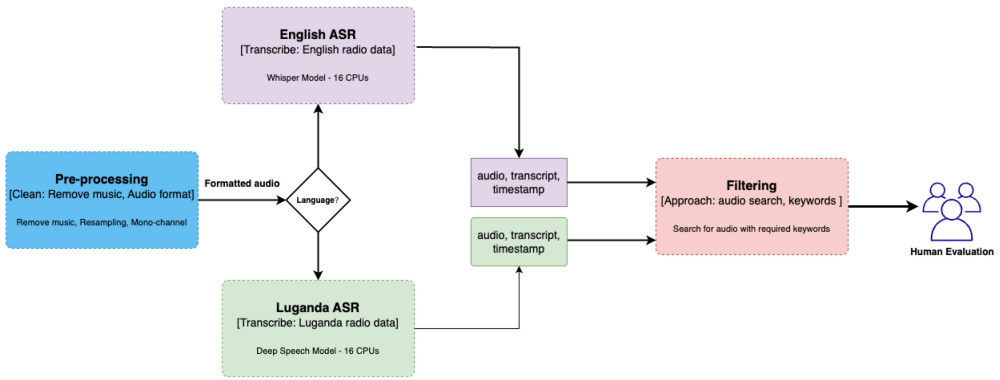 English ASR
[Transcribe: English radio data]
Whisper Model - 16 CPUs
Pre-processing
[Clean: Remove music, Audio format]
Remove music, Resampling, Mono-channel
Formatted audio
Language?
audio, transcript,
timestamp
audio, transcript,
timestamp
Filtering
[Approach: audio search, keywords ]
Search for audio with required keywords
Human Evaluation
Luganda ASR
[Transcribe: Luganda radio data]
Deep Speech Model - 16 CPUs